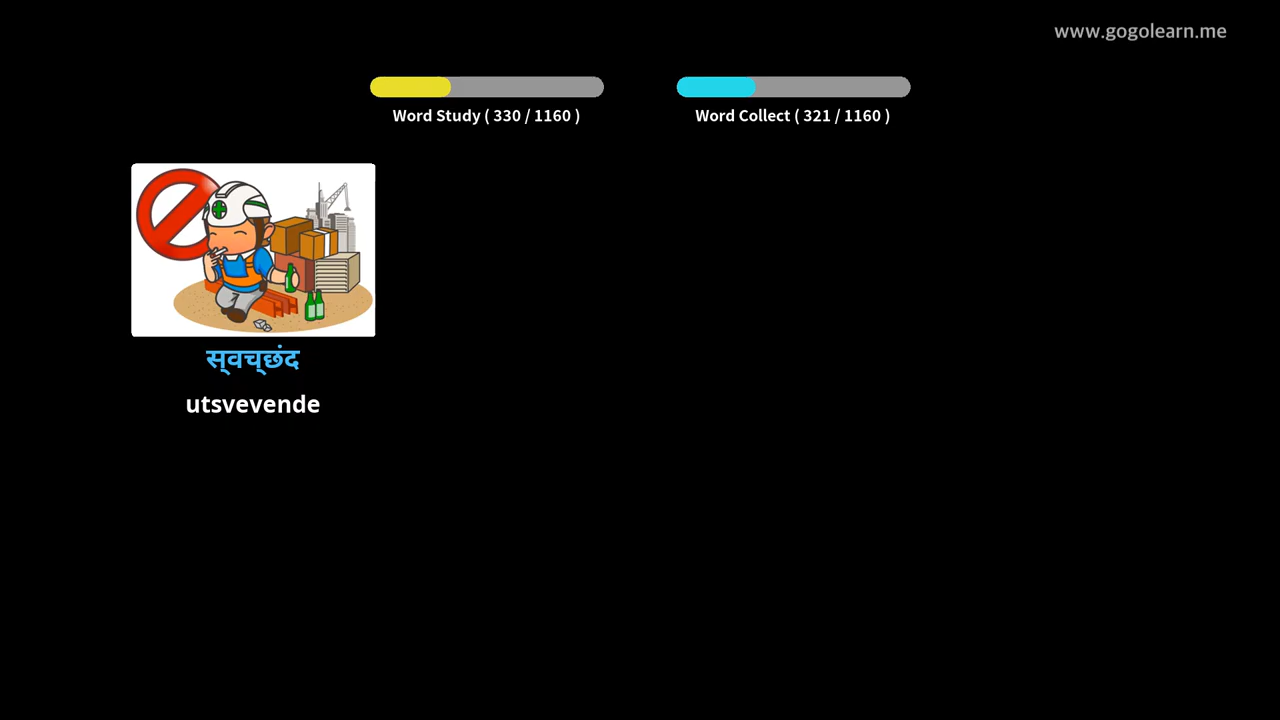 www.gogolearn.me
Word Study ( 330 / 1160 )
Word Collect ( 321 / 1160 )
स्वच्छंद
utsvevende